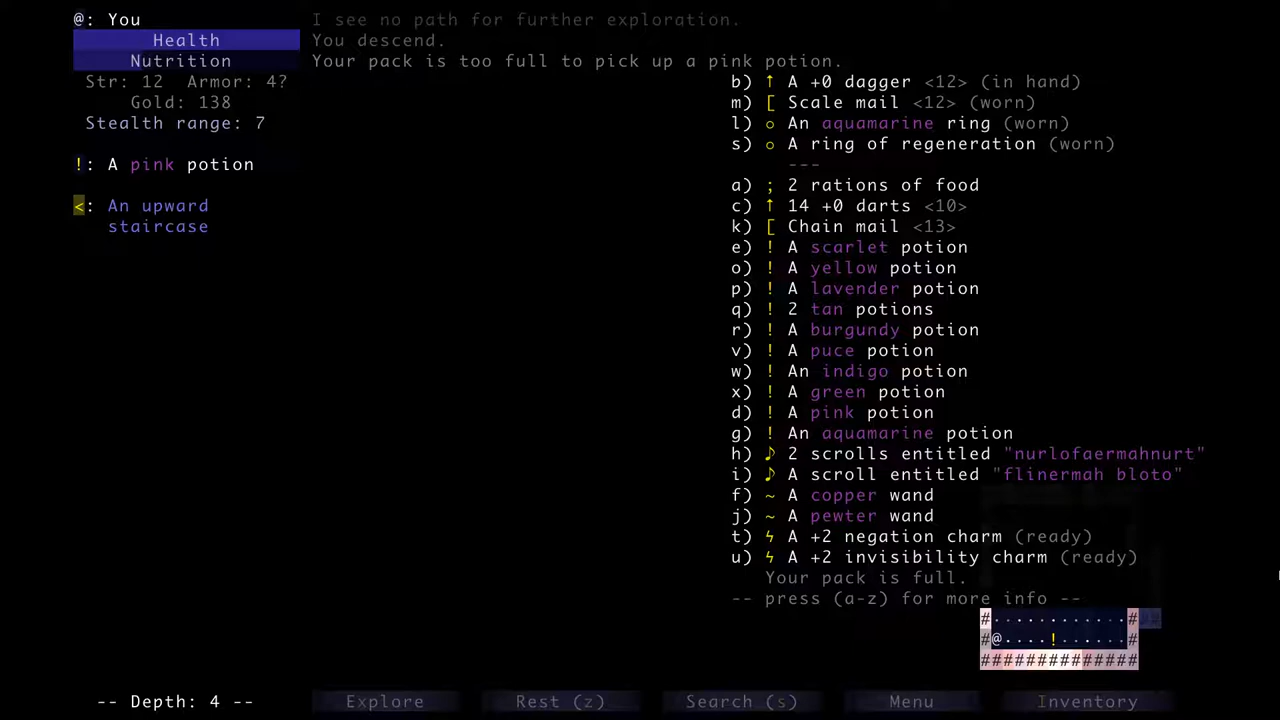 @: You
Health
Nutrition
Str: 12 Armor: 4?
Gold: 138
Stealth range: 7
!: A pink potion
<: An upward
staircase
I see no path for further exploration.
You descend.
Your pack is too full to pick up a pink potion.
b) ↑ A +0 dagger <12> (in hand)
m) [ Scale mail <12> (worn)
l) ○ An aquamarine ring (worn)
s) ○ A ring of regeneration (worn)
---
a) ; 2 rations of food
c) ↑ 14 +0 darts <10>
k) [ Chain mail <13>
e) ! A scarlet potion
o) ! A yellow potion
p) ! A lavender potion
q) ! 2 tan potions
r) ! A burgundy potion
v) ! A puce potion
w) ! An indigo potion
x) ! A green potion
d) ! A pink potion
g) ! An aquamarine potion
h) ♪ 2 scrolls entitled "nurlofaermahnurt"
i) ♪ A scroll entitled "flinermah bloto"
f) ~ A copper wand
j) ~ A pewter wand
t) ϟ A +2 negation charm (ready)
u) ϟ A +2 invisibility charm (ready)
Your pack is full.
-- press (a-z) for more info --
#............#
#@....!......#
##############
-- Depth: 4 --
Explore
Rest (z)
Search (s)
Menu
Inventory